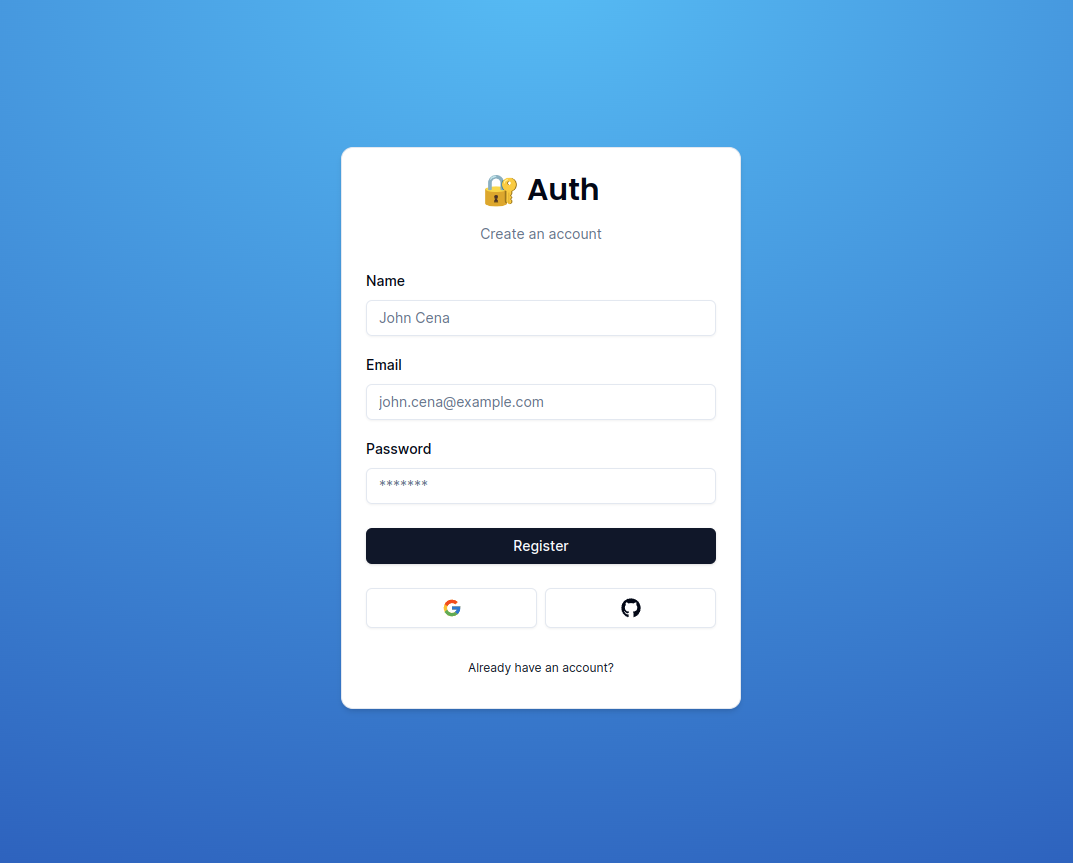 🔐 Auth
Create an account
Name
John Cena
Email
john.cena@example.com
Password
*******
Register
Already have an account?